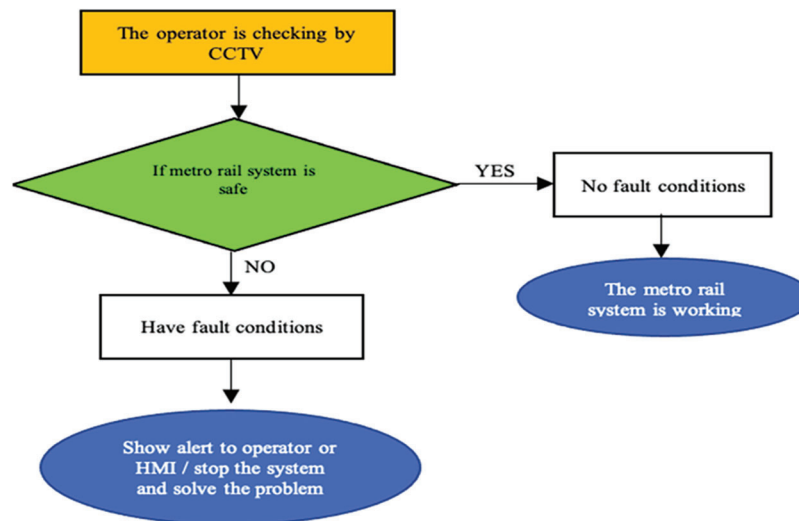 The operator is checking by
CCTV
If metro rail system is
safe
YES
No fault conditions
The metro rail
system is working
NO
Have fault conditions
Show alert to operator or
HMI / stop the system
and solve the problem